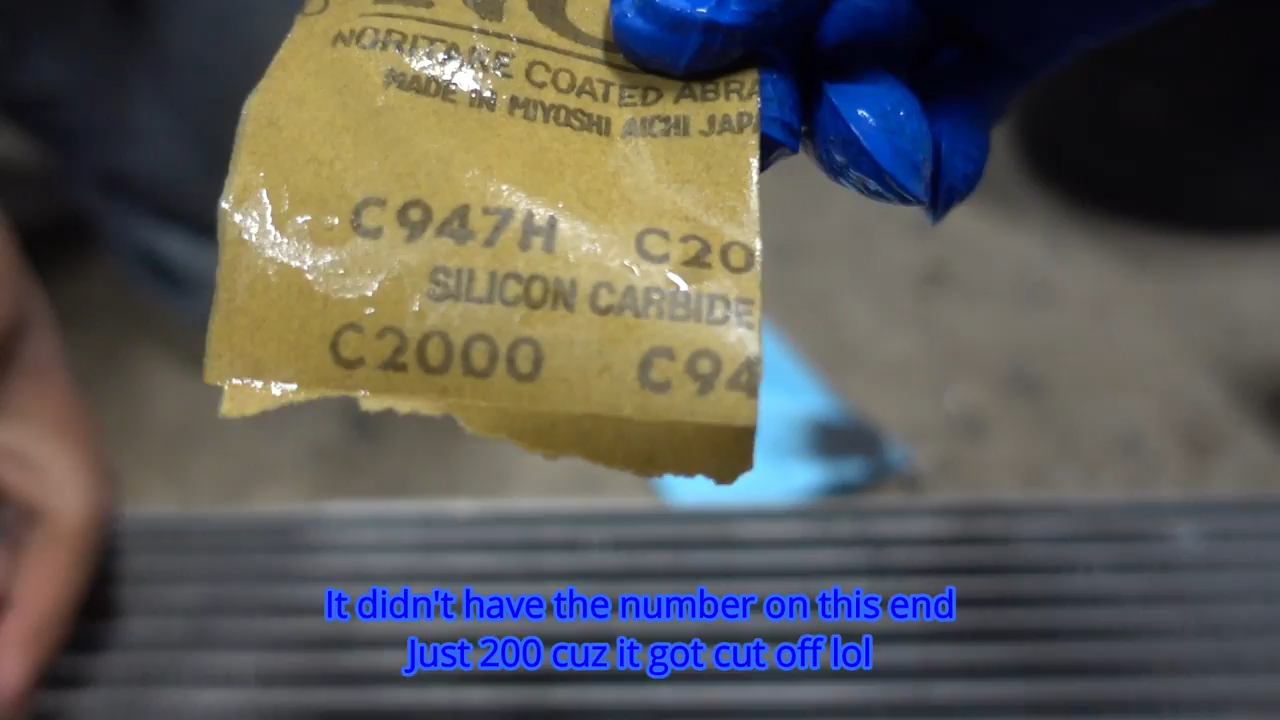 NORITAKE COATED ABRA
MADE IN MIYOSHI AICHI JAPA
C947H C20
SILICON CARBIDE
C2000 C94
It didn't have the number on this end
Just 200 cuz it got cut off lol